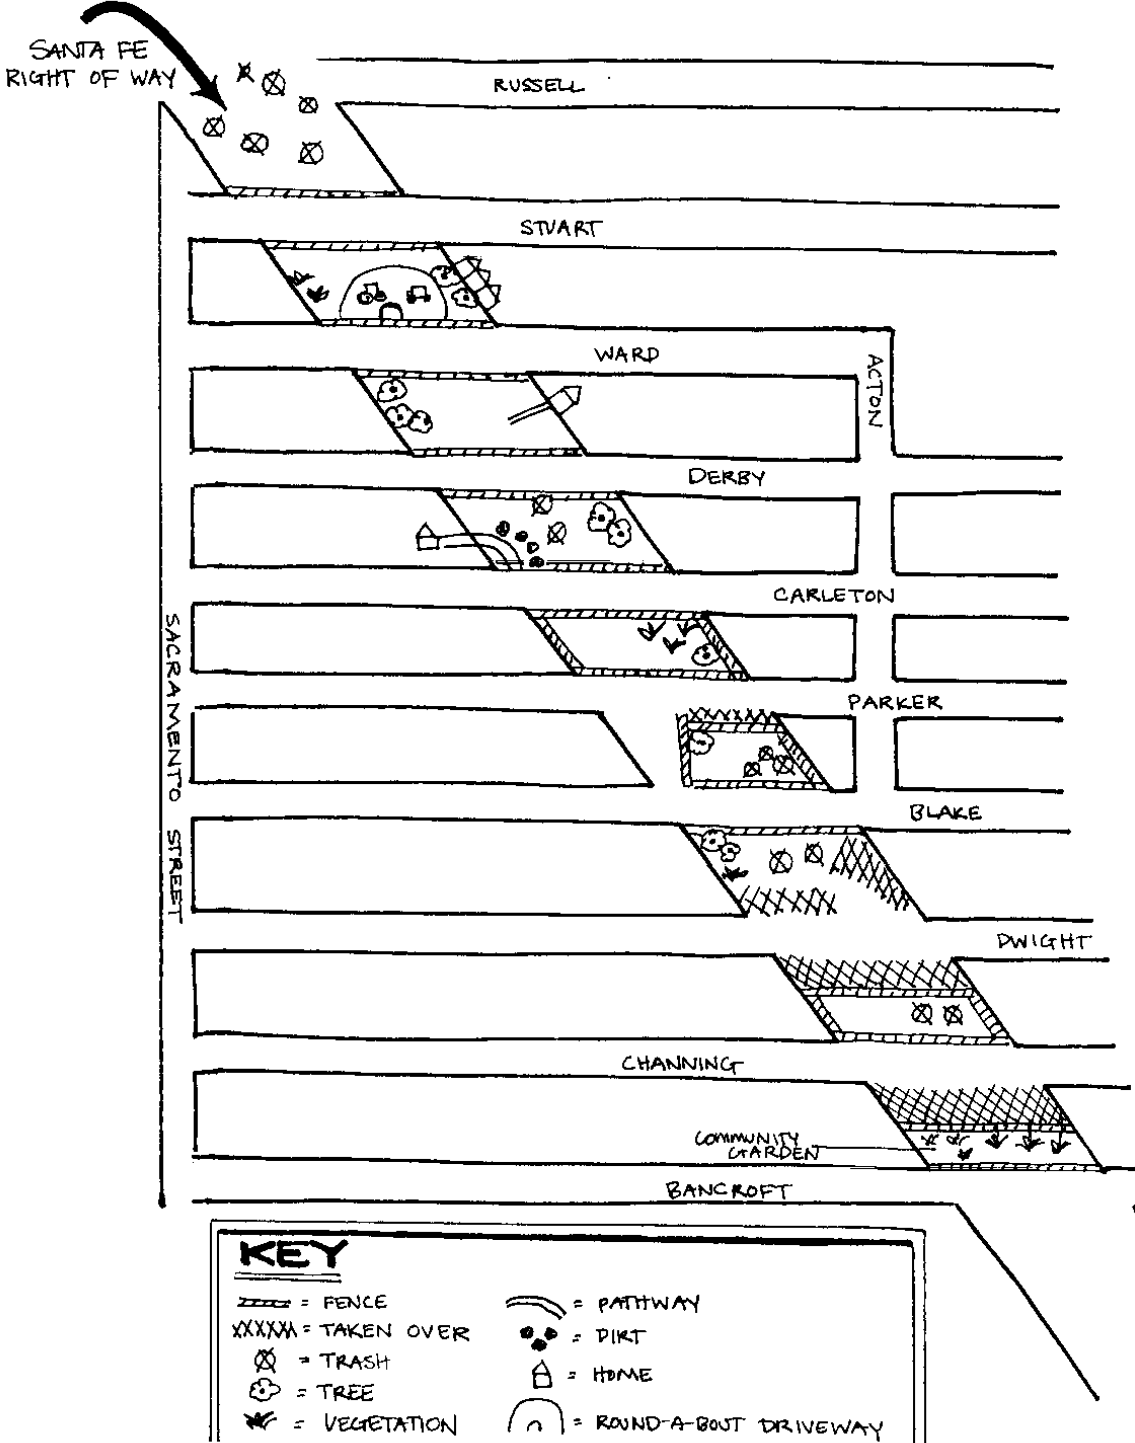 SANTA FE
RIGHT OF WAY
RUSSELL
STUART
WARD
ACTON
DERBY
CARLETON
SACRAMENTO STREET
PARKER
BLAKE
DWIGHT
CHANNING
COMMUNITY
GARDEN
BANCROFT
KEY
= FENCE
= TAKEN OVER
= TRASH
= TREE
= VEGETATION
= PATHWAY
= DIRT
= HOME
= ROUND-A-BOUT DRIVEWAY